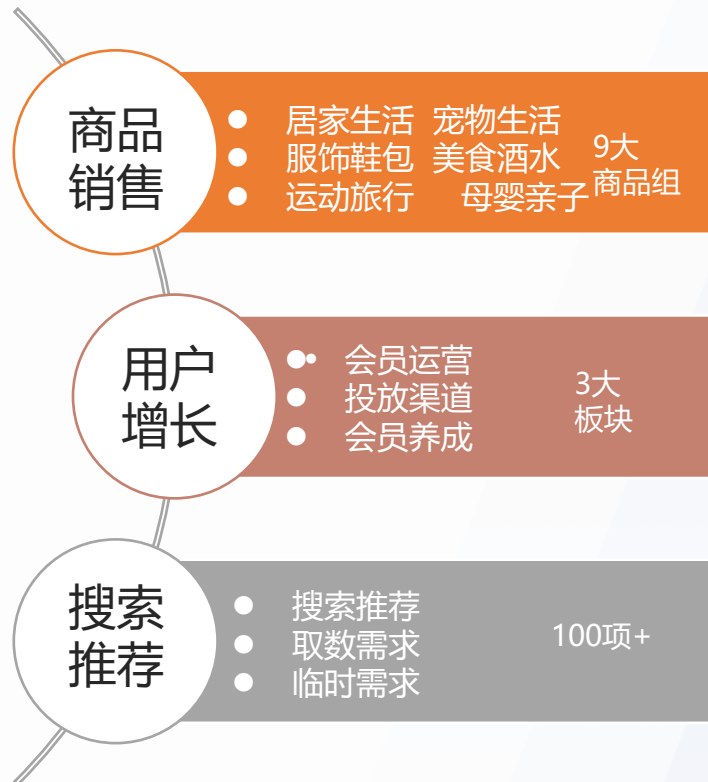 商品
销售
居家生活 宠物生活
服饰鞋包 美食酒水
运动旅行 母婴亲子
9大
商品组
用户
增长
会员运营
投放渠道
会员养成
3大
板块
搜索
推荐
搜索推荐
取数需求
临时需求
100项+